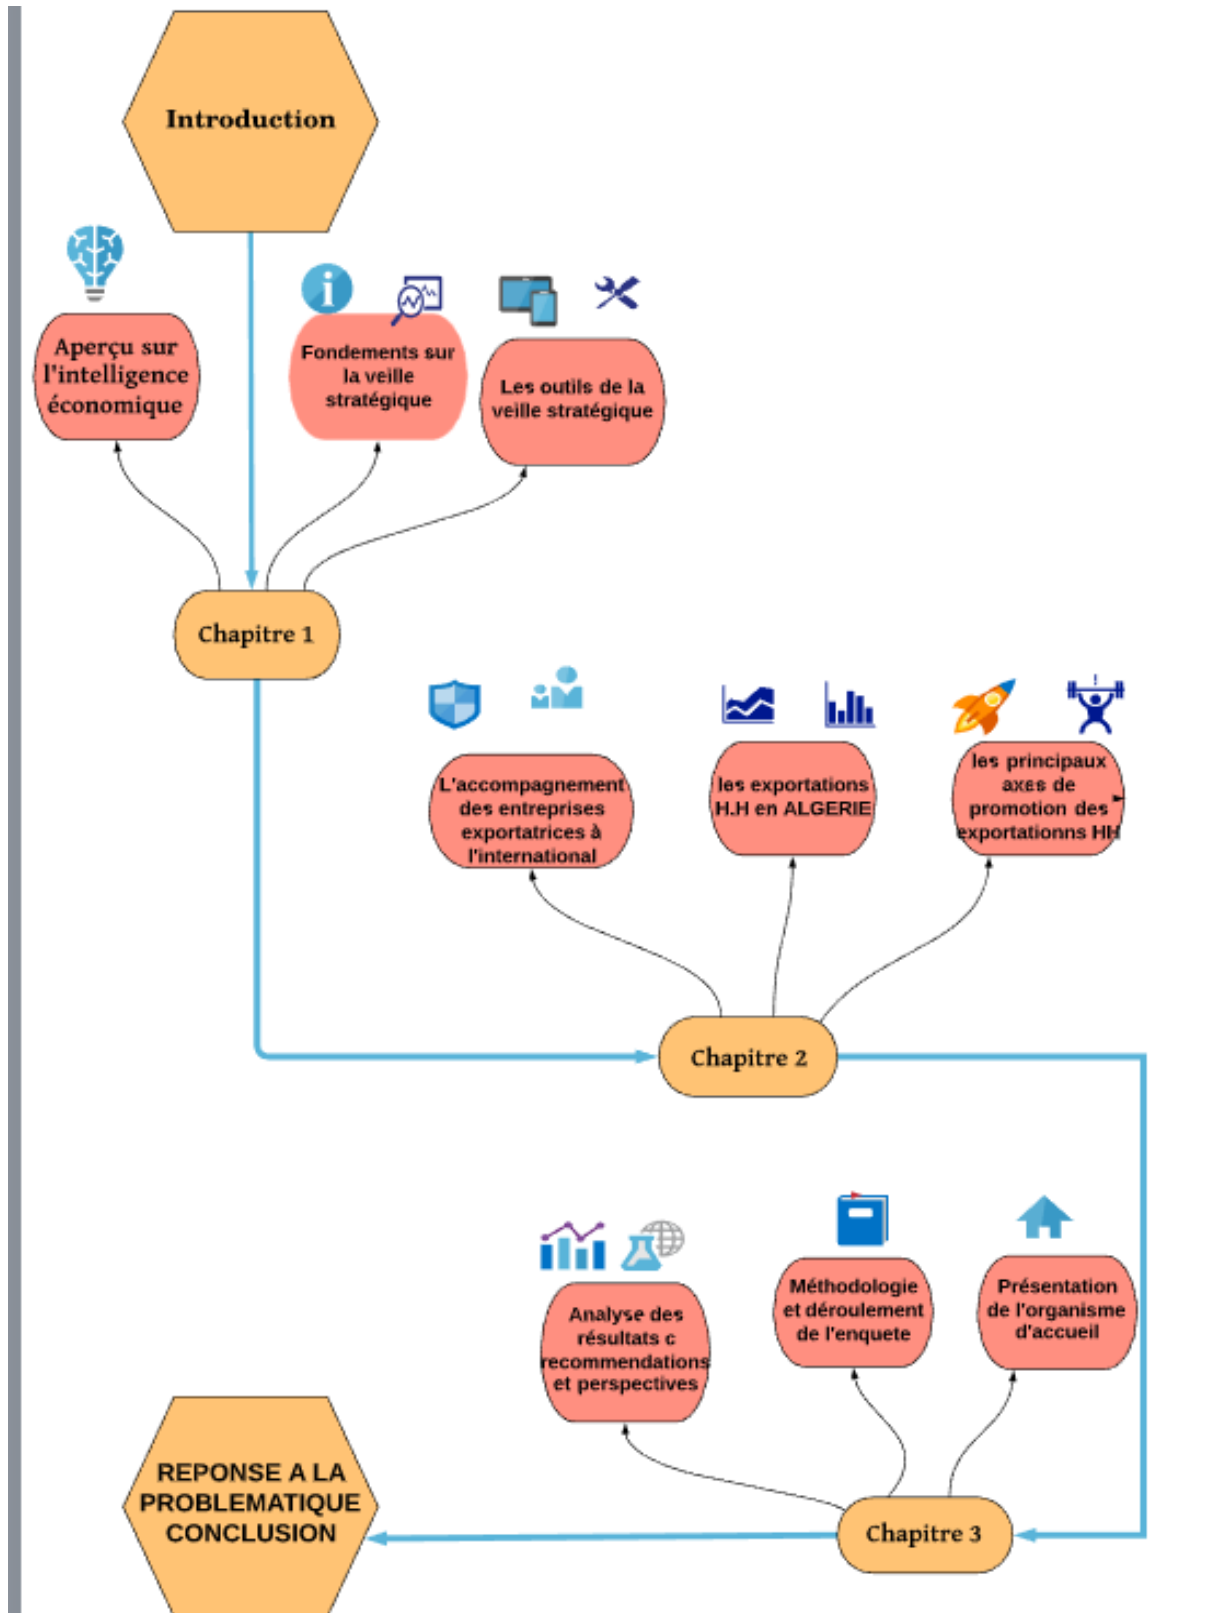 Introduction
Aperçu sur
l'intelligence
économique
Fondements sur
la veille
stratégique
Les outils de la
veille stratégique
Chapitre 1
L'accompagnement
des entreprises
exportatrices à
l'international
les exportations
H.H en ALGERIE
les principaux
axes de
promotion des
exportationns HH
Chapitre 2
Analyse des
résultats c
recommendations
et perspectives
Méthodologie
et déroulement
de l'enquete
Présentation
de l'organisme
d'accueil
Chapitre 3
REPONSE A LA
PROBLEMATIQUE
CONCLUSION